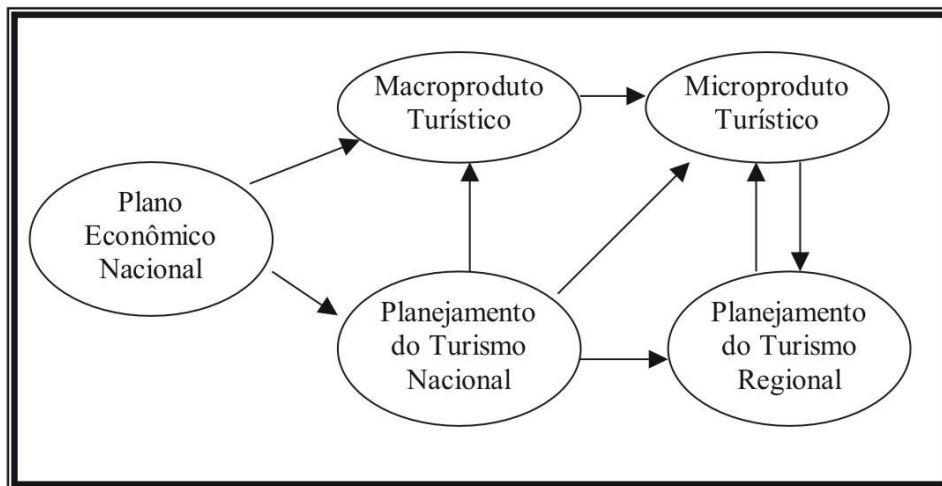 Macroproduto
Turístico
Microproduto
Turístico
Plano
Econômico
Nacional
Planejamento
do Turismo
Nacional
Planejamento
do Turismo
Regional